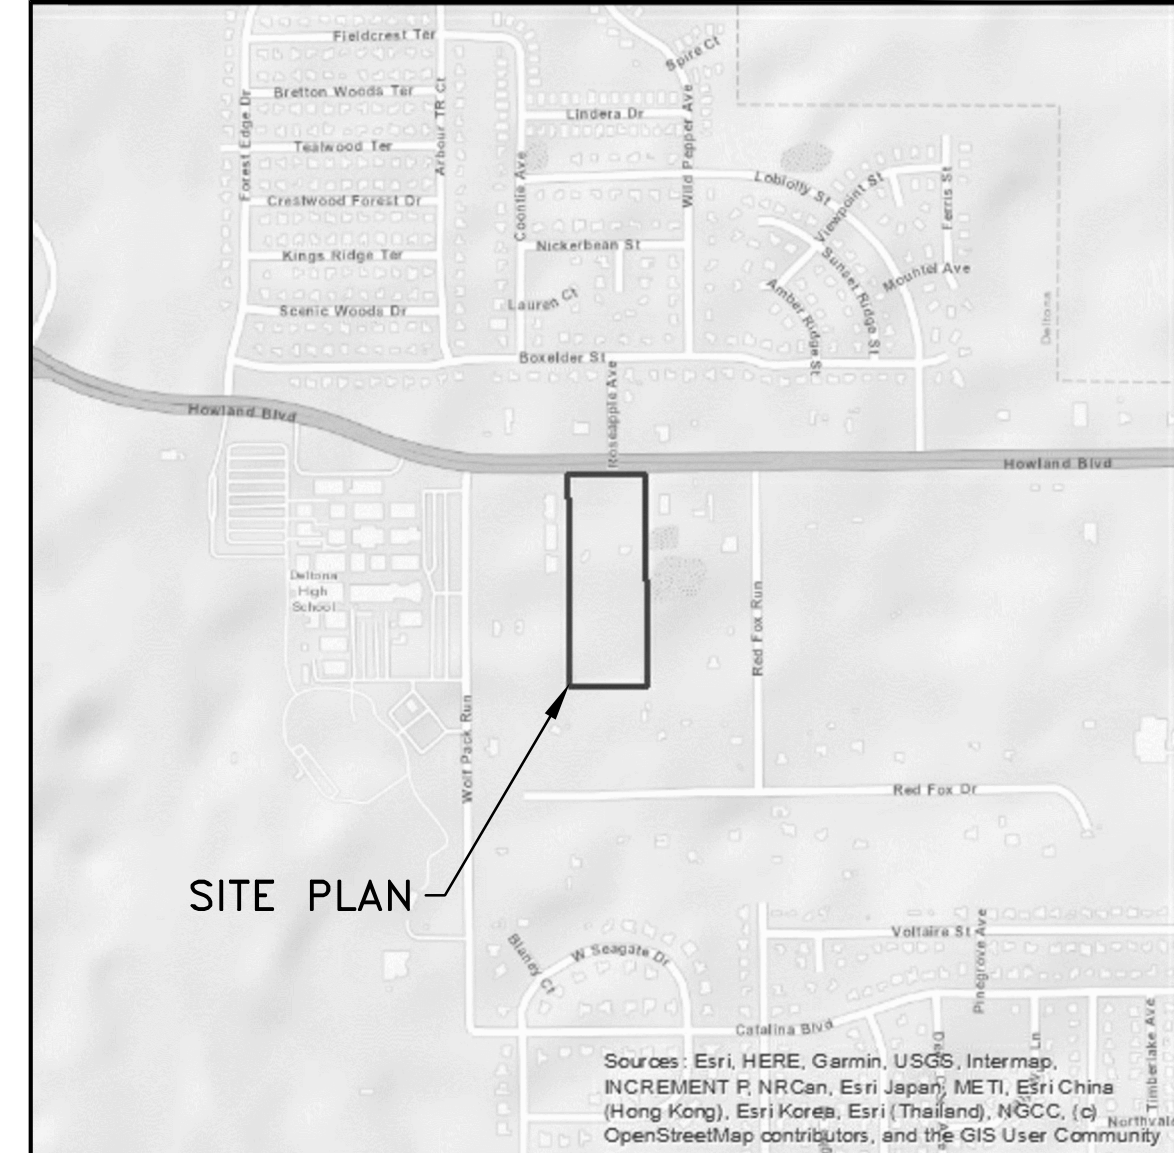 Fieldcrest Ter
Spire Ct
Bretton Woods Ter
Forest Edge Dr
Arbour TR Ct
Lindera Dr
Wild Pepper Ave
Tealwood Ter
Coontie Ave
Loblolly St
Viewpoint St
Ferris St
Crestwood Forest Dr
Nickerbean St
Kings Ridge Ter
Sunset Ridge St
Mountel Ave
Amber Ridge St
Lauren Ct
Scenic Woods Dr
Deltona
Boxelder St
Roseapple Ave
Howland Blvd
Howland Blvd
Deltona
High
School
Red Fox Run
Wolf Pack Run
Red Fox Dr
SITE PLAN
Blaney Ct
W Seagate Dr
Voltaire St
Pinegrove Ave
Catalina Blvd
Timberlake Ave
Sources: Esri, HERE, Garmin, USGS, Intermap,
INCREMENT P, NRCan, Esri Japan, METI, Esri China
(Hong Kong), Esri Korea, Esri (Thailand), NGCC, (c)
OpenStreetMap contributors, and the GIS User Community